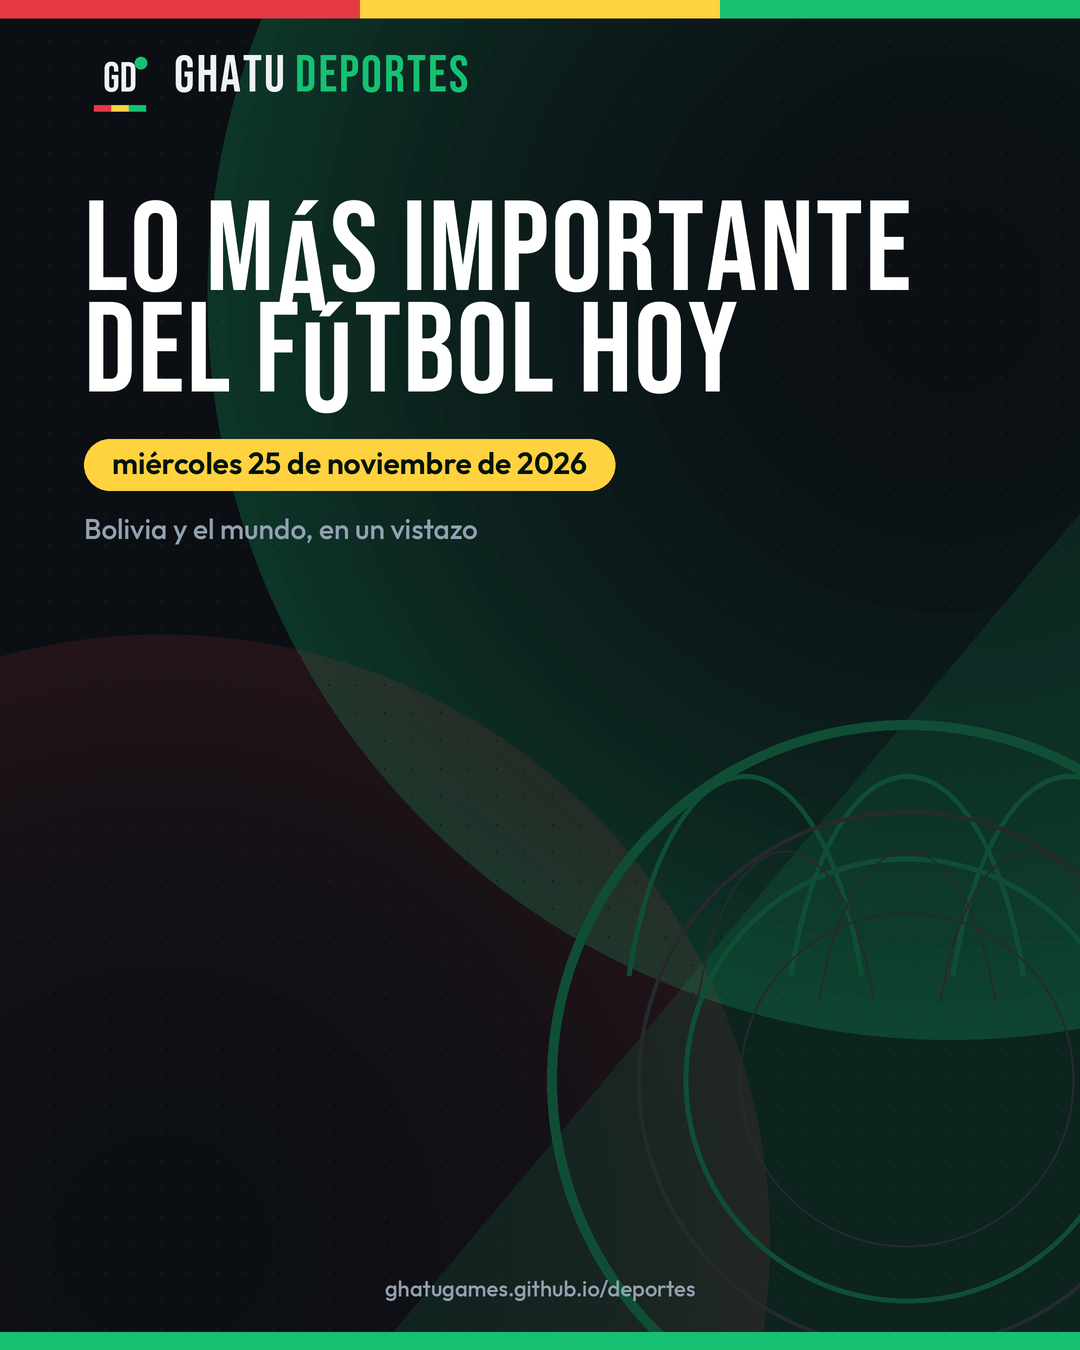 GD
GHATU DEPORTES
LO MÁS IMPORTANTE
DEL FÚTBOL HOY
miércoles 25 de noviembre de 2026
Bolivia y el mundo, en un vistazo
ghatugames.github.io/deportes